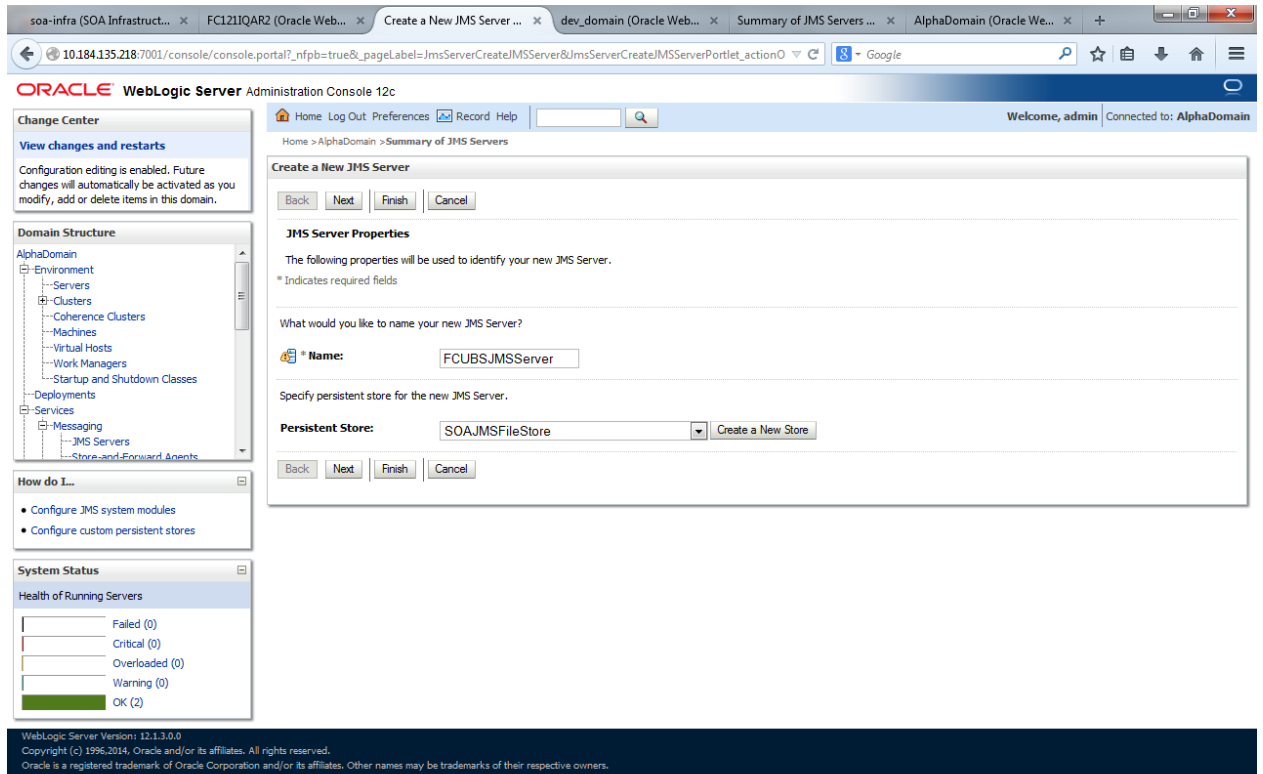 soa-infra (SOA Infrastruct... × FC121IQAR2 (Oracle Web... × Create a New JMS Server ... × dev_domain (Oracle Web... × Summary of JMS Servers ... × AlphaDomain (Oracle We... × +
10.184.135.218:7001/console/console.portal?_nfpb=true&_pageLabel=JmsServerCreateJMSServer&JmsServerCreateJMSServerPortlet_actionO
Google
ORACLE WebLogic Server Administration Console 12c
Change Center
View changes and restarts
Configuration editing is enabled. Future
changes will automatically be activated as you
modify, add or delete items in this domain.
Domain Structure
AlphaDomain
Environment
Servers
Clusters
Coherence Clusters
Machines
Virtual Hosts
Work Managers
Startup and Shutdown Classes
Deployments
Services
Messaging
JMS Servers
Store-and-Forward Agents
How do I...
• Configure JMS system modules
• Configure custom persistent stores
System Status
Health of Running Servers
Failed (0)
Critical (0)
Overloaded (0)
Warning (0)
OK (2)
Home Log Out Preferences Record Help
Welcome, admin Connected to: AlphaDomain
Home >AlphaDomain >Summary of JMS Servers
Create a New JMS Server
Back Next Finish Cancel
JMS Server Properties
The following properties will be used to identify your new JMS Server.
* Indicates required fields
What would you like to name your new JMS Server?
* Name: FCUBSJMSServer
Specify persistent store for the new JMS Server.
Persistent Store: SOAJMSFileStore Create a New Store
Back Next Finish Cancel
WebLogic Server Version: 12.1.3.0.0
Copyright (c) 1996,2014, Oracle and/or its affiliates. All rights reserved.
Oracle is a registered trademark of Oracle Corporation and/or its affiliates. Other names may be trademarks of their respective owners.